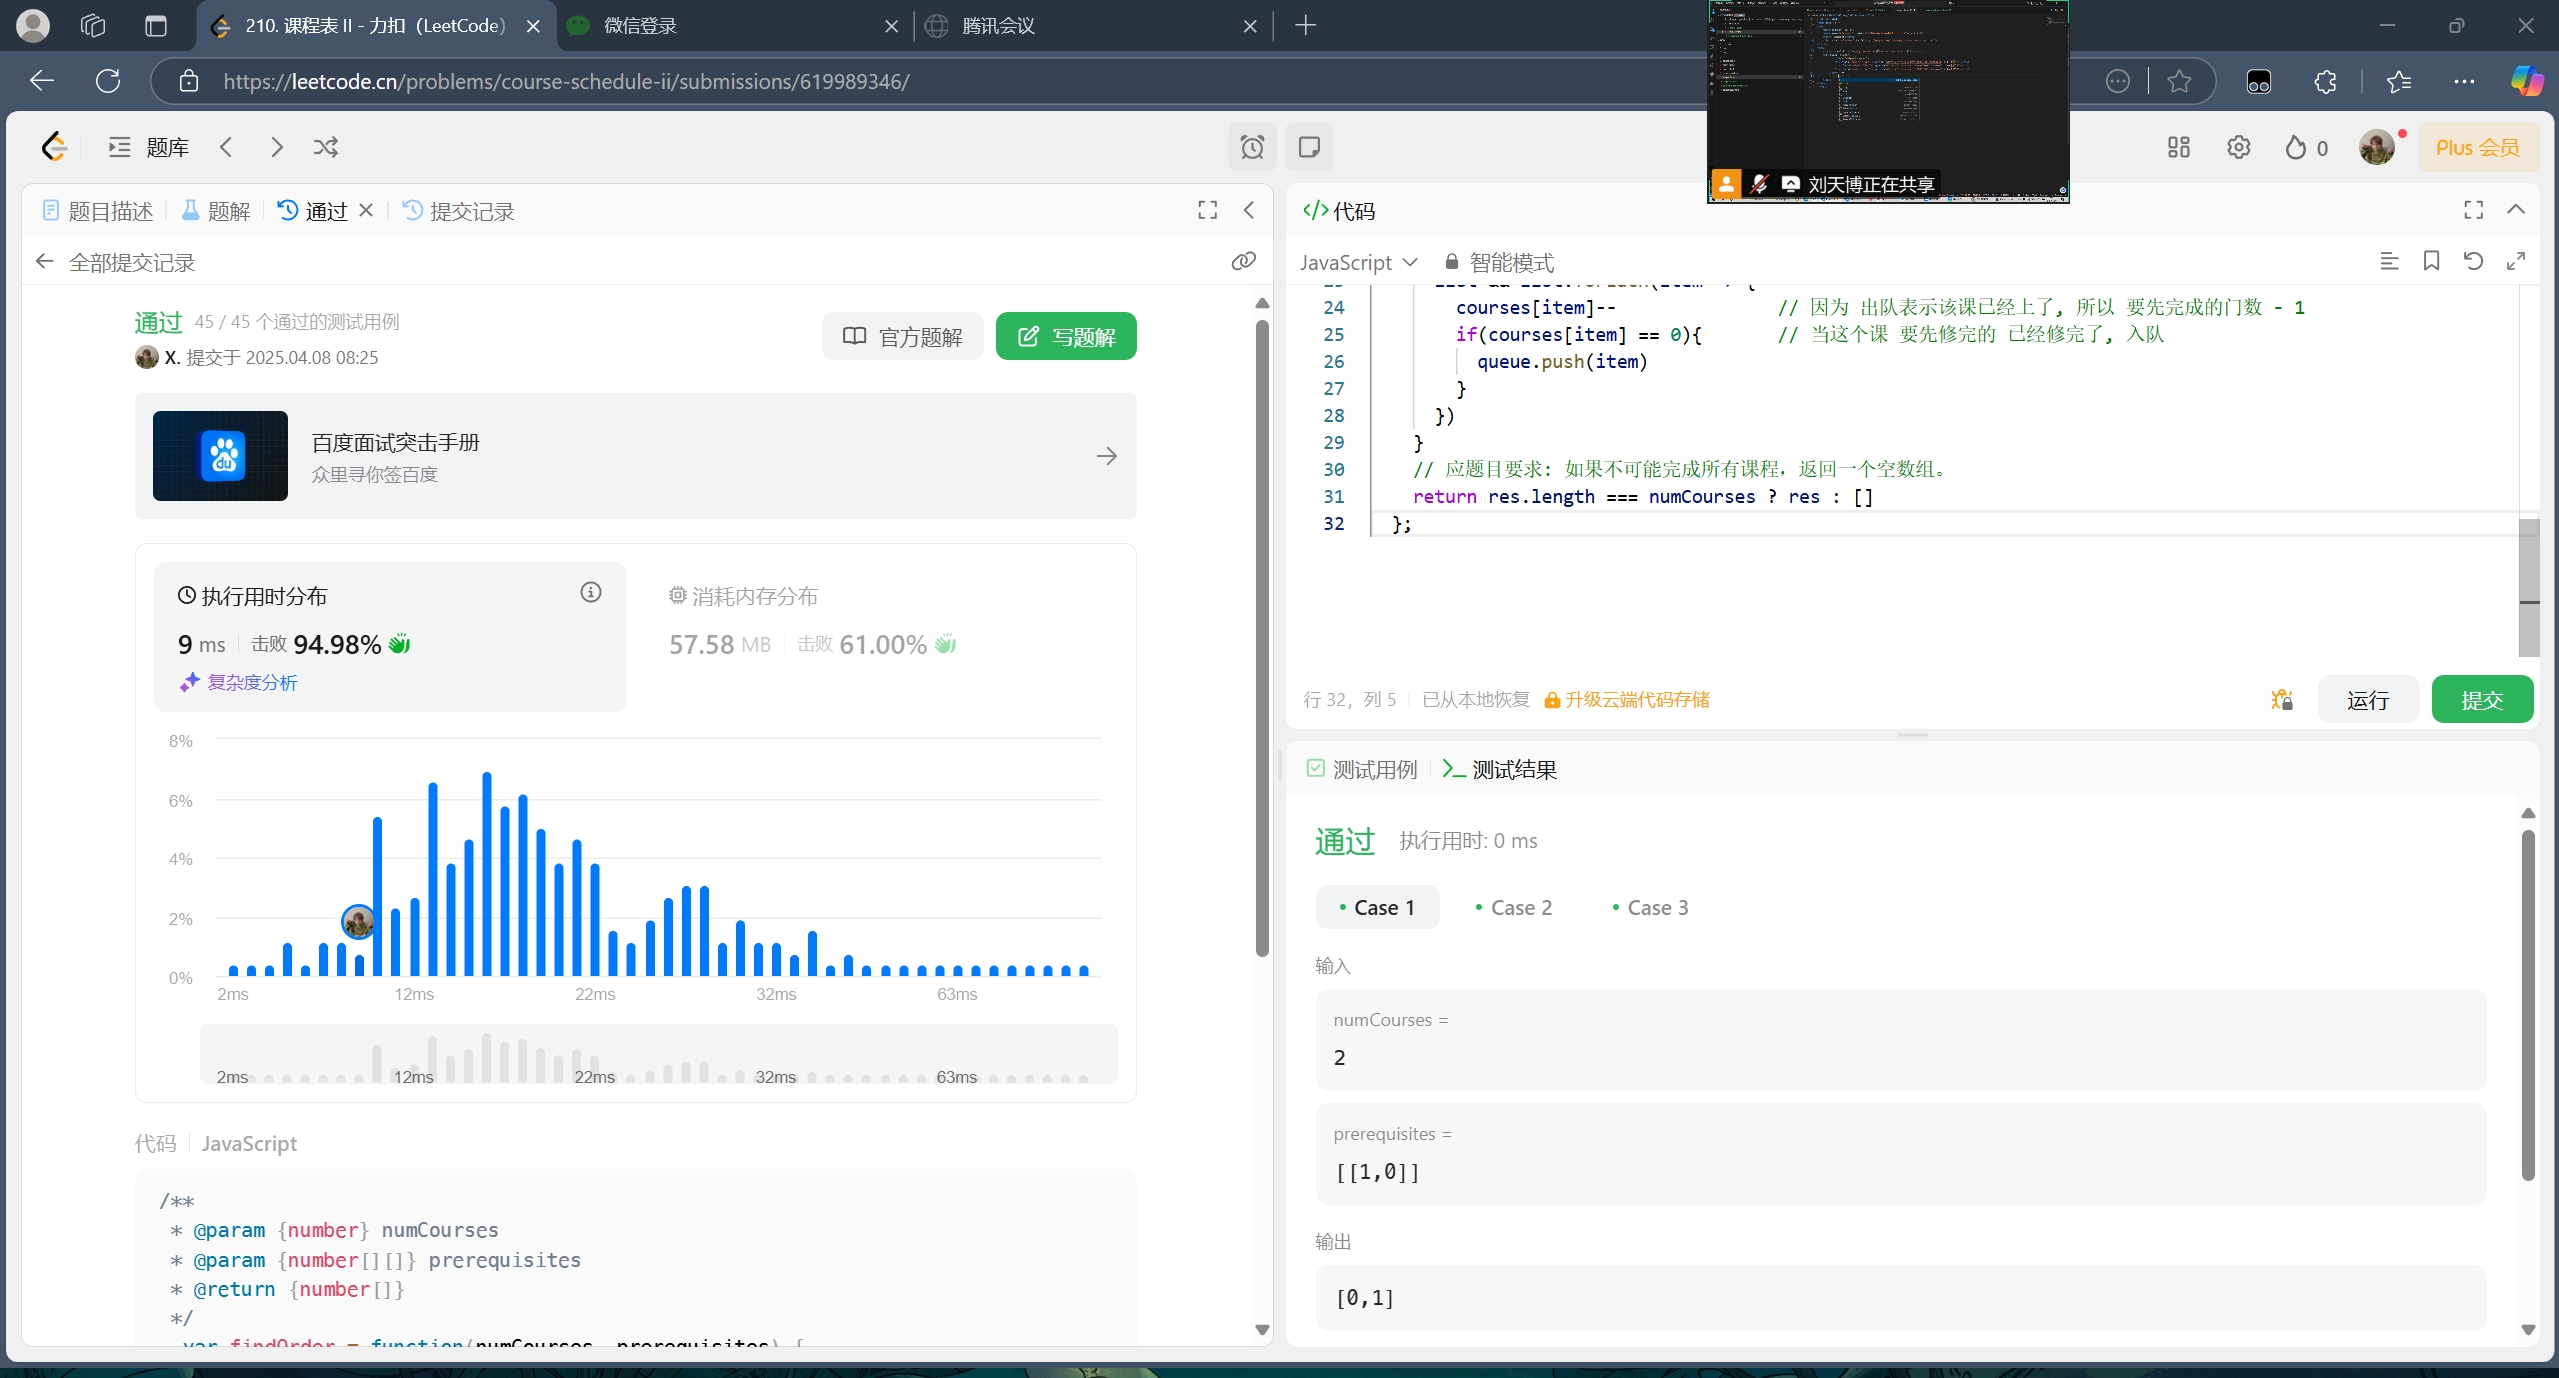 210. 课程表 II - 力扣（LeetCode）
微信登录
腾讯会议
https://leetcode.cn/problems/course-schedule-ii/submissions/619989346/
刘天博正在共享
题库
0
Plus 会员
题目描述
题解
通过
提交记录
全部提交记录
通过 45 / 45 个通过的测试用例
X. 提交于 2025.04.08 08:25
官方题解
写题解
du
百度面试突击手册
众里寻你签百度
执行用时分布
9 ms 击败 94.98%
复杂度分析
消耗内存分布
57.58 MB 击败 61.00%
8%
6%
4%
2%
0%
2ms 12ms 22ms 32ms 63ms
2ms 12ms 22ms 32ms 63ms
代码 JavaScript
/**
* @param {number} numCourses
* @param {number[][]} prerequisites
* @return {number[]}
*/
var findOrder = function(numCourses, prerequisites) {
代码
JavaScript 智能模式
24 courses[item]-- // 因为 出队表示该课已经上了, 所以 要先完成的门数 - 1
25 if(courses[item] == 0){ // 当这个课 要先修完的 已经修完了, 入队
26 queue.push(item)
27 }
28 })
29 }
30 // 应题目要求: 如果不可能完成所有课程，返回一个空数组。
31 return res.length === numCourses ? res : []
32 };
行 32，列 5 已从本地恢复 升级云端代码存储
运行
提交
测试用例
测试结果
通过 执行用时: 0 ms
Case 1 Case 2 Case 3
输入
numCourses =
2
prerequisites =
[[1,0]]
输出
[0,1]